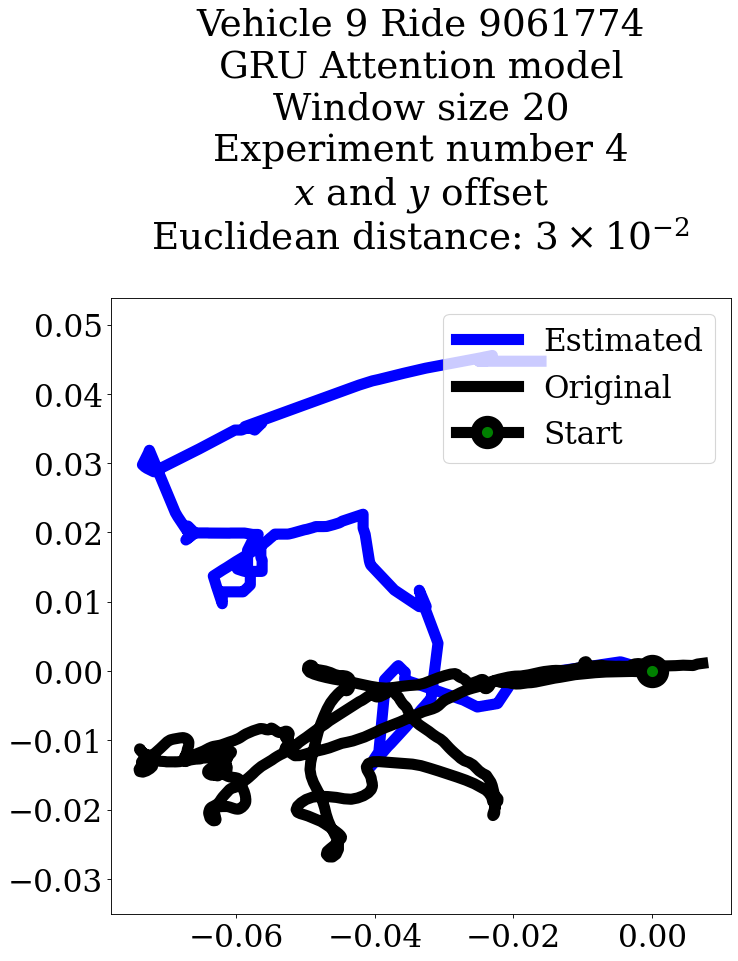 Vehicle 9 Ride 9061774
GRU Attention model
Window size 20
Experiment number 4
x and y offset
Euclidean distance: 3 × 10⁻²
Estimated
Original
Start
0.05
0.04
0.03
0.02
0.01
0.00
−0.01
−0.02
−0.03
−0.06 −0.04 −0.02 0.00